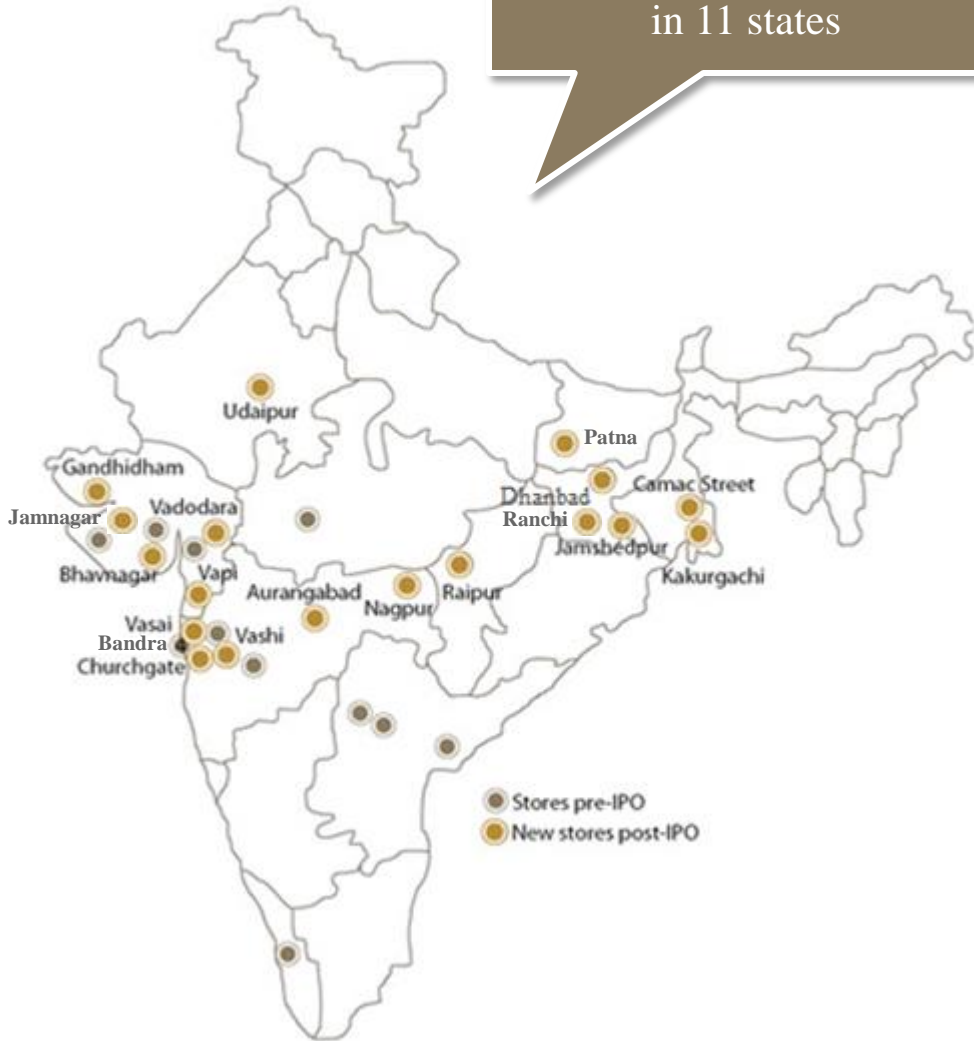 in 11 states
Udaipur
Patna
Gandhidham
Jamnagar
Vadodara
Dhanbad
Camac Street
Ranchi
Jamshedpur
Kakurgachi
Bhavnagar
Vapi
Aurangabad
Nagpur
Raipur
Vasai
Vashi
Bandra
Churchgate
Stores pre-IPO
New stores post-IPO